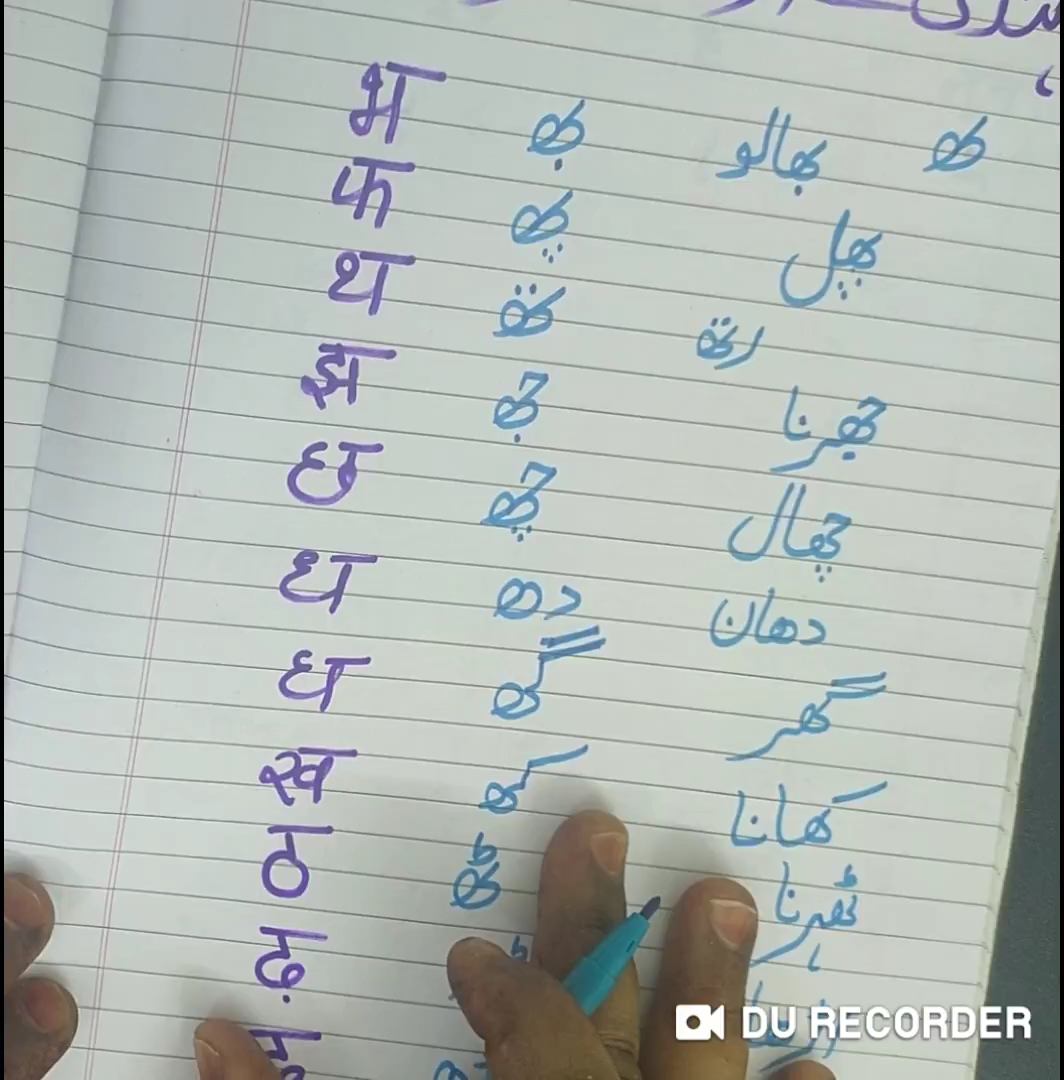 भ بھ بھالو ھ
फ پھ پھل
थ تھ رتھ
झ جھ جھرنا
छ چھ چھال
ध دھ دھان
घ گھ گھر
ख کھ کھانا
ठ ٹھ ٹھہرنا
ढ़
DU RECORDER